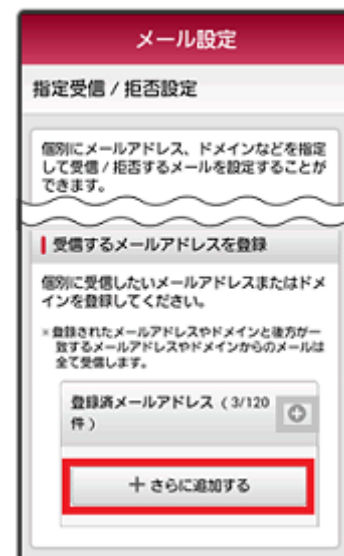 メール設定
指定受信 / 拒否設定
個別にメールアドレス、ドメインなどを指定
して受信 / 拒否するメールを設定することが
できます。
受信するメールアドレスを登録
個別に受信したいメールアドレスまたはドメ
インを登録してください。
※登録されたメールアドレスやドメインと後方が一
致するメールアドレスやドメインからのメールは
全て受信します。
登録済メールアドレス ( 3/120
件 )
＋ さらに追加する